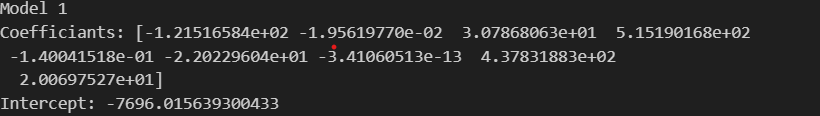 Model 1
Coefficiants: [-1.21516584e+02 -1.95619770e-02  3.07868063e+01  5.15190168e+02
 -1.40041518e-01 -2.20229604e+01 -3.41060513e-13  4.37831883e+02
  2.00697527e+01]
Intercept: -7696.015639300433